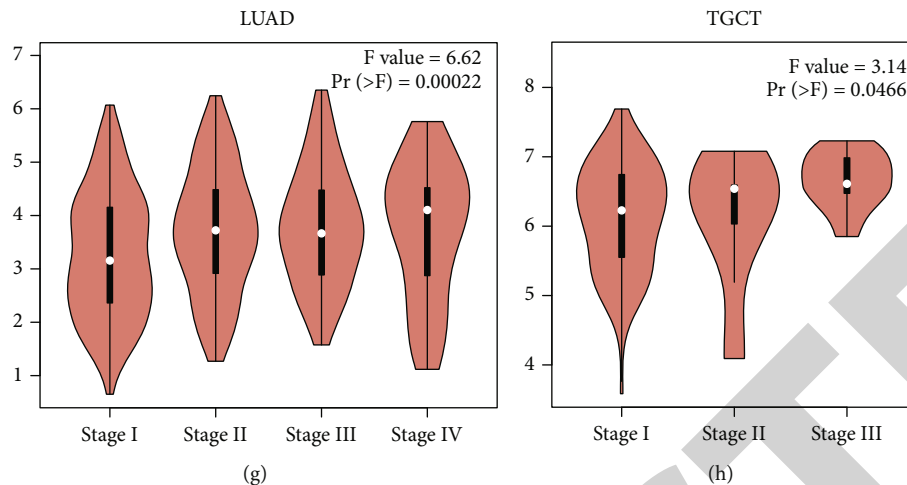 LUAD
F value = 6.62
Pr (>F) = 0.00022
7
6
5
4
3
2
1
Stage I Stage II Stage III Stage IV
(g)
TGCT
F value = 3.14
Pr (>F) = 0.0466
8
7
6
5
4
Stage I Stage II Stage III
(h)